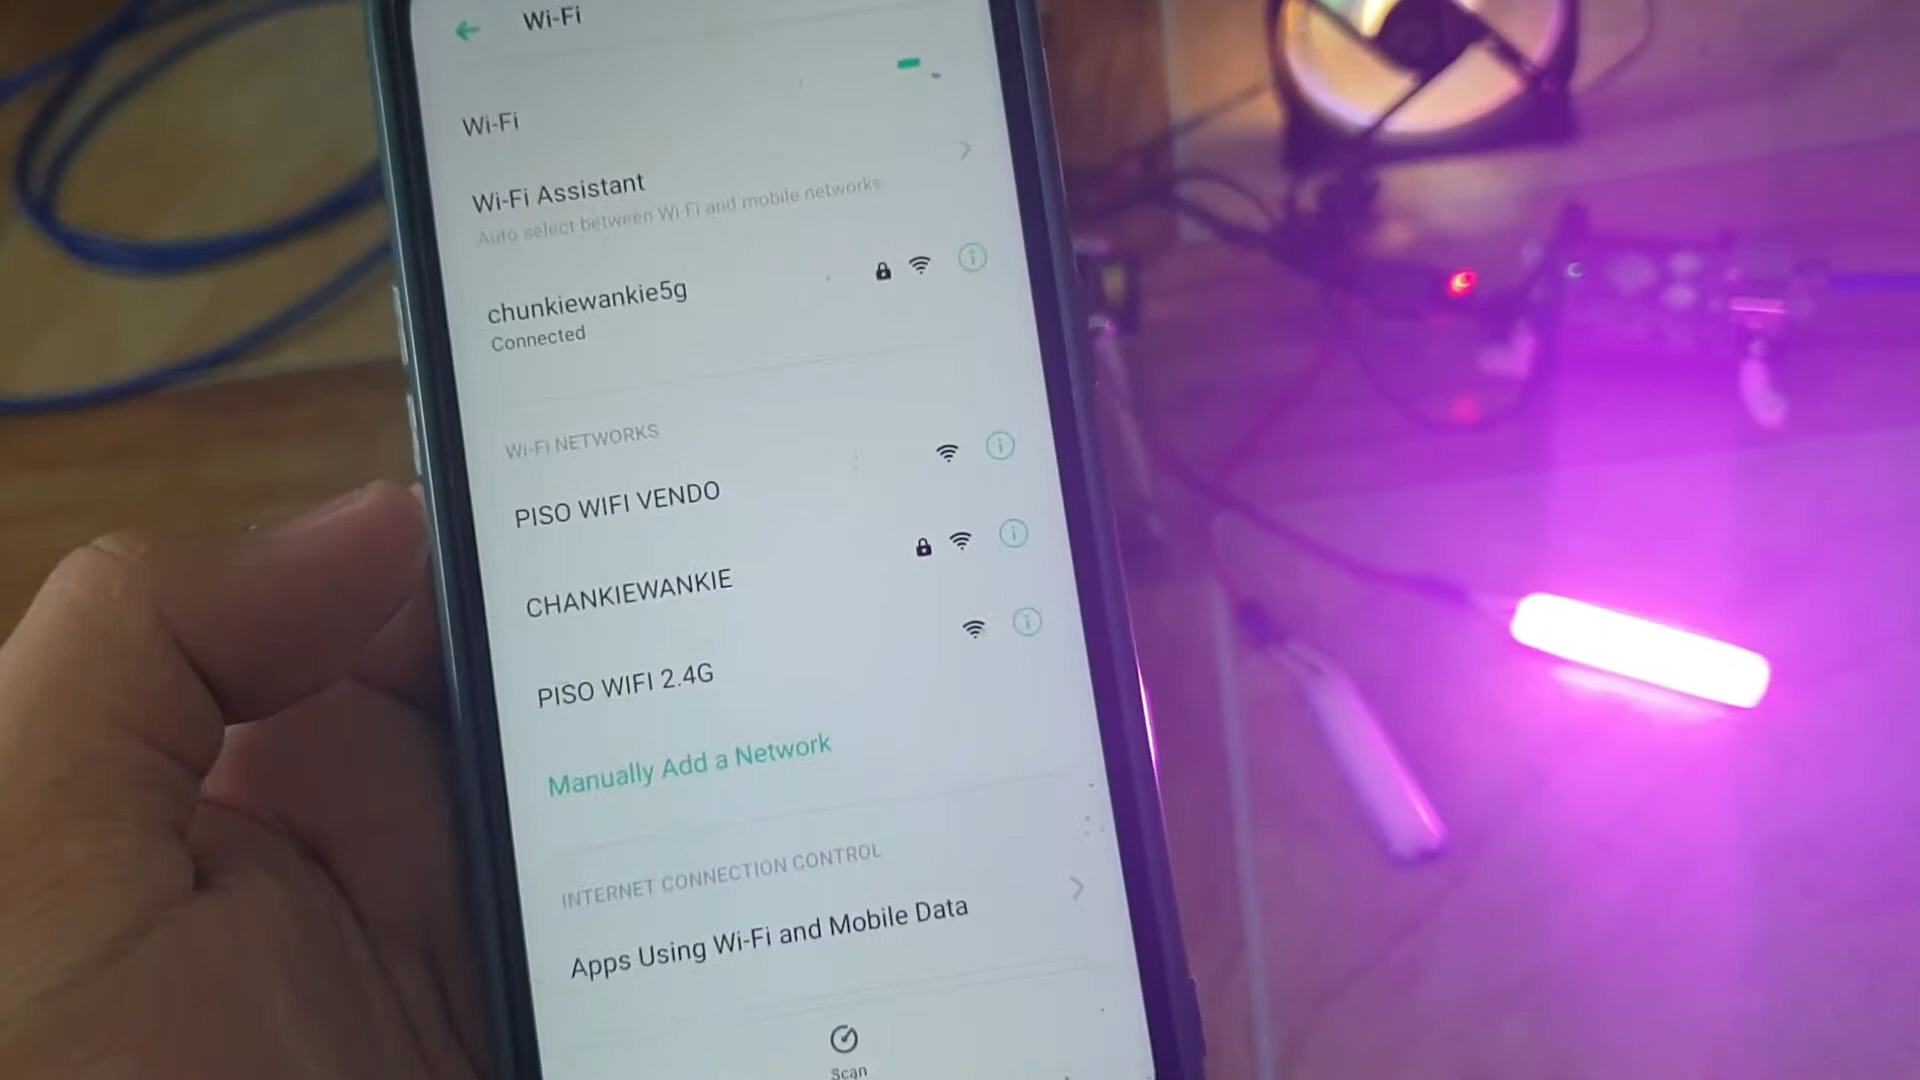 Wi-Fi
Wi-Fi
Wi-Fi Assistant
Auto select between Wi-Fi and mobile networks
chunkiewankie5g
Connected
Wi-Fi NETWORKS
PISO WIFI VENDO
CHANKIEWANKIE
PISO WIFI 2.4G
Manually Add a Network
INTERNET CONNECTION CONTROL
Apps Using Wi-Fi and Mobile Data
Scan